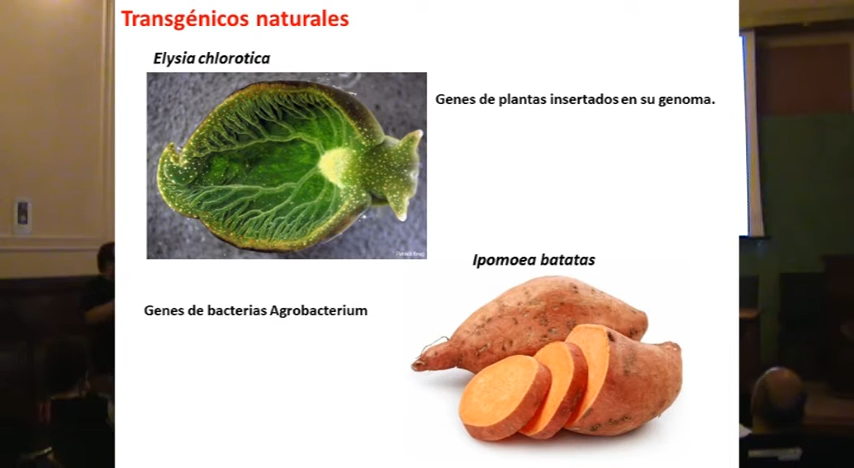 Transgénicos naturales
Elysia chlorotica
Genes de plantas insertados en su genoma.
Ipomoea batatas
Genes de bacterias Agrobacterium